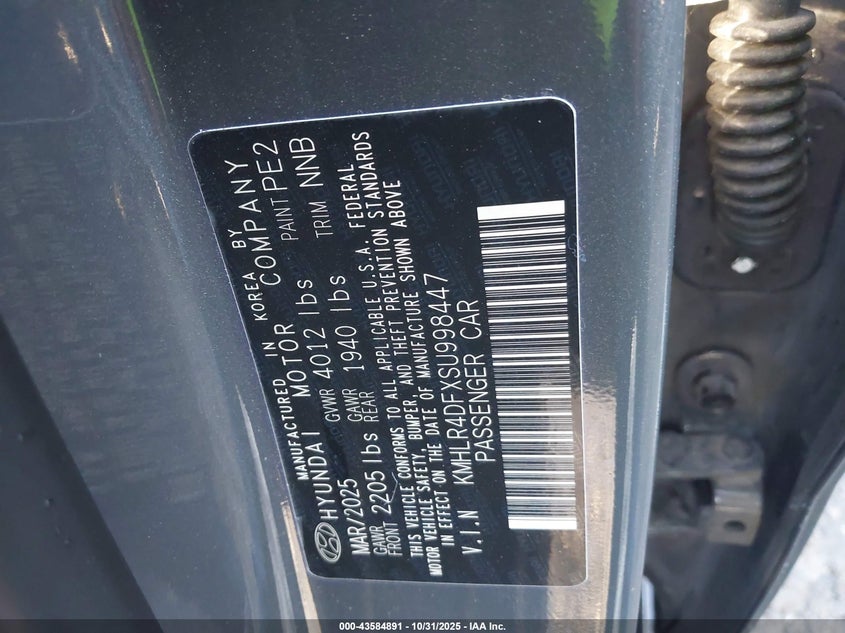 MANUFACTURED IN KOREA BY
HYUNDAI MOTOR COMPANY
MAR/2025 GVWR 4012 lbs PAINT PE2
GAWR FRONT 2205 lbs GAWR REAR 1940 lbs TRIM NNB
THIS VEHICLE CONFORMS TO ALL APPLICABLE U.S.A. FEDERAL
MOTOR VEHICLE SAFETY, BUMPER, AND THEFT PREVENTION STANDARDS
IN EFFECT ON THE DATE OF MANUFACTURE SHOWN ABOVE
V.I.N KMHLR4DFXSU998447
PASSENGER CAR
000-43584891 - 10/31/2025 - IAA Inc.